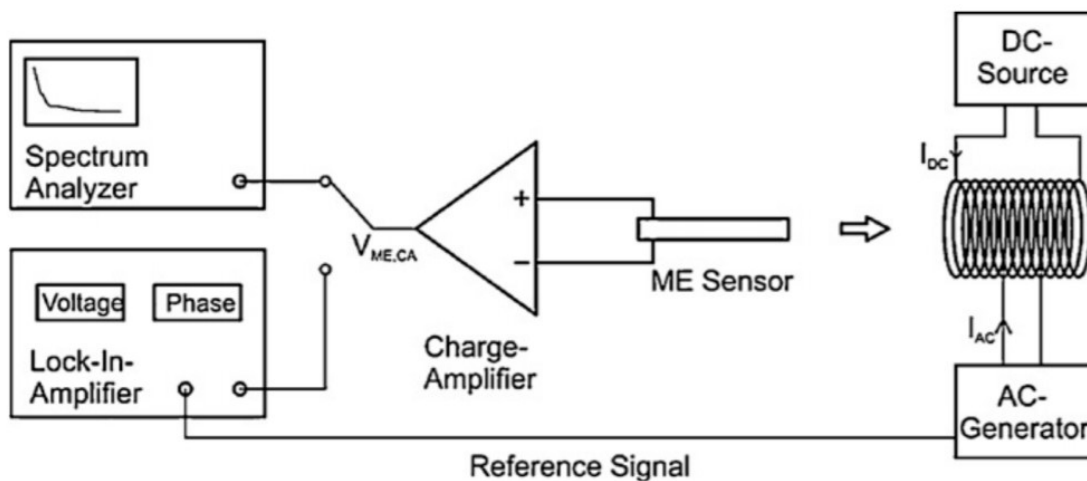 Spectrum
Analyzer
Voltage
Phase
Lock-In-
Amplifier
V_ME,CA
+
−
Charge-
Amplifier
ME Sensor
DC-
Source
I_DC
I_AC
AC-
Generator
Reference Signal